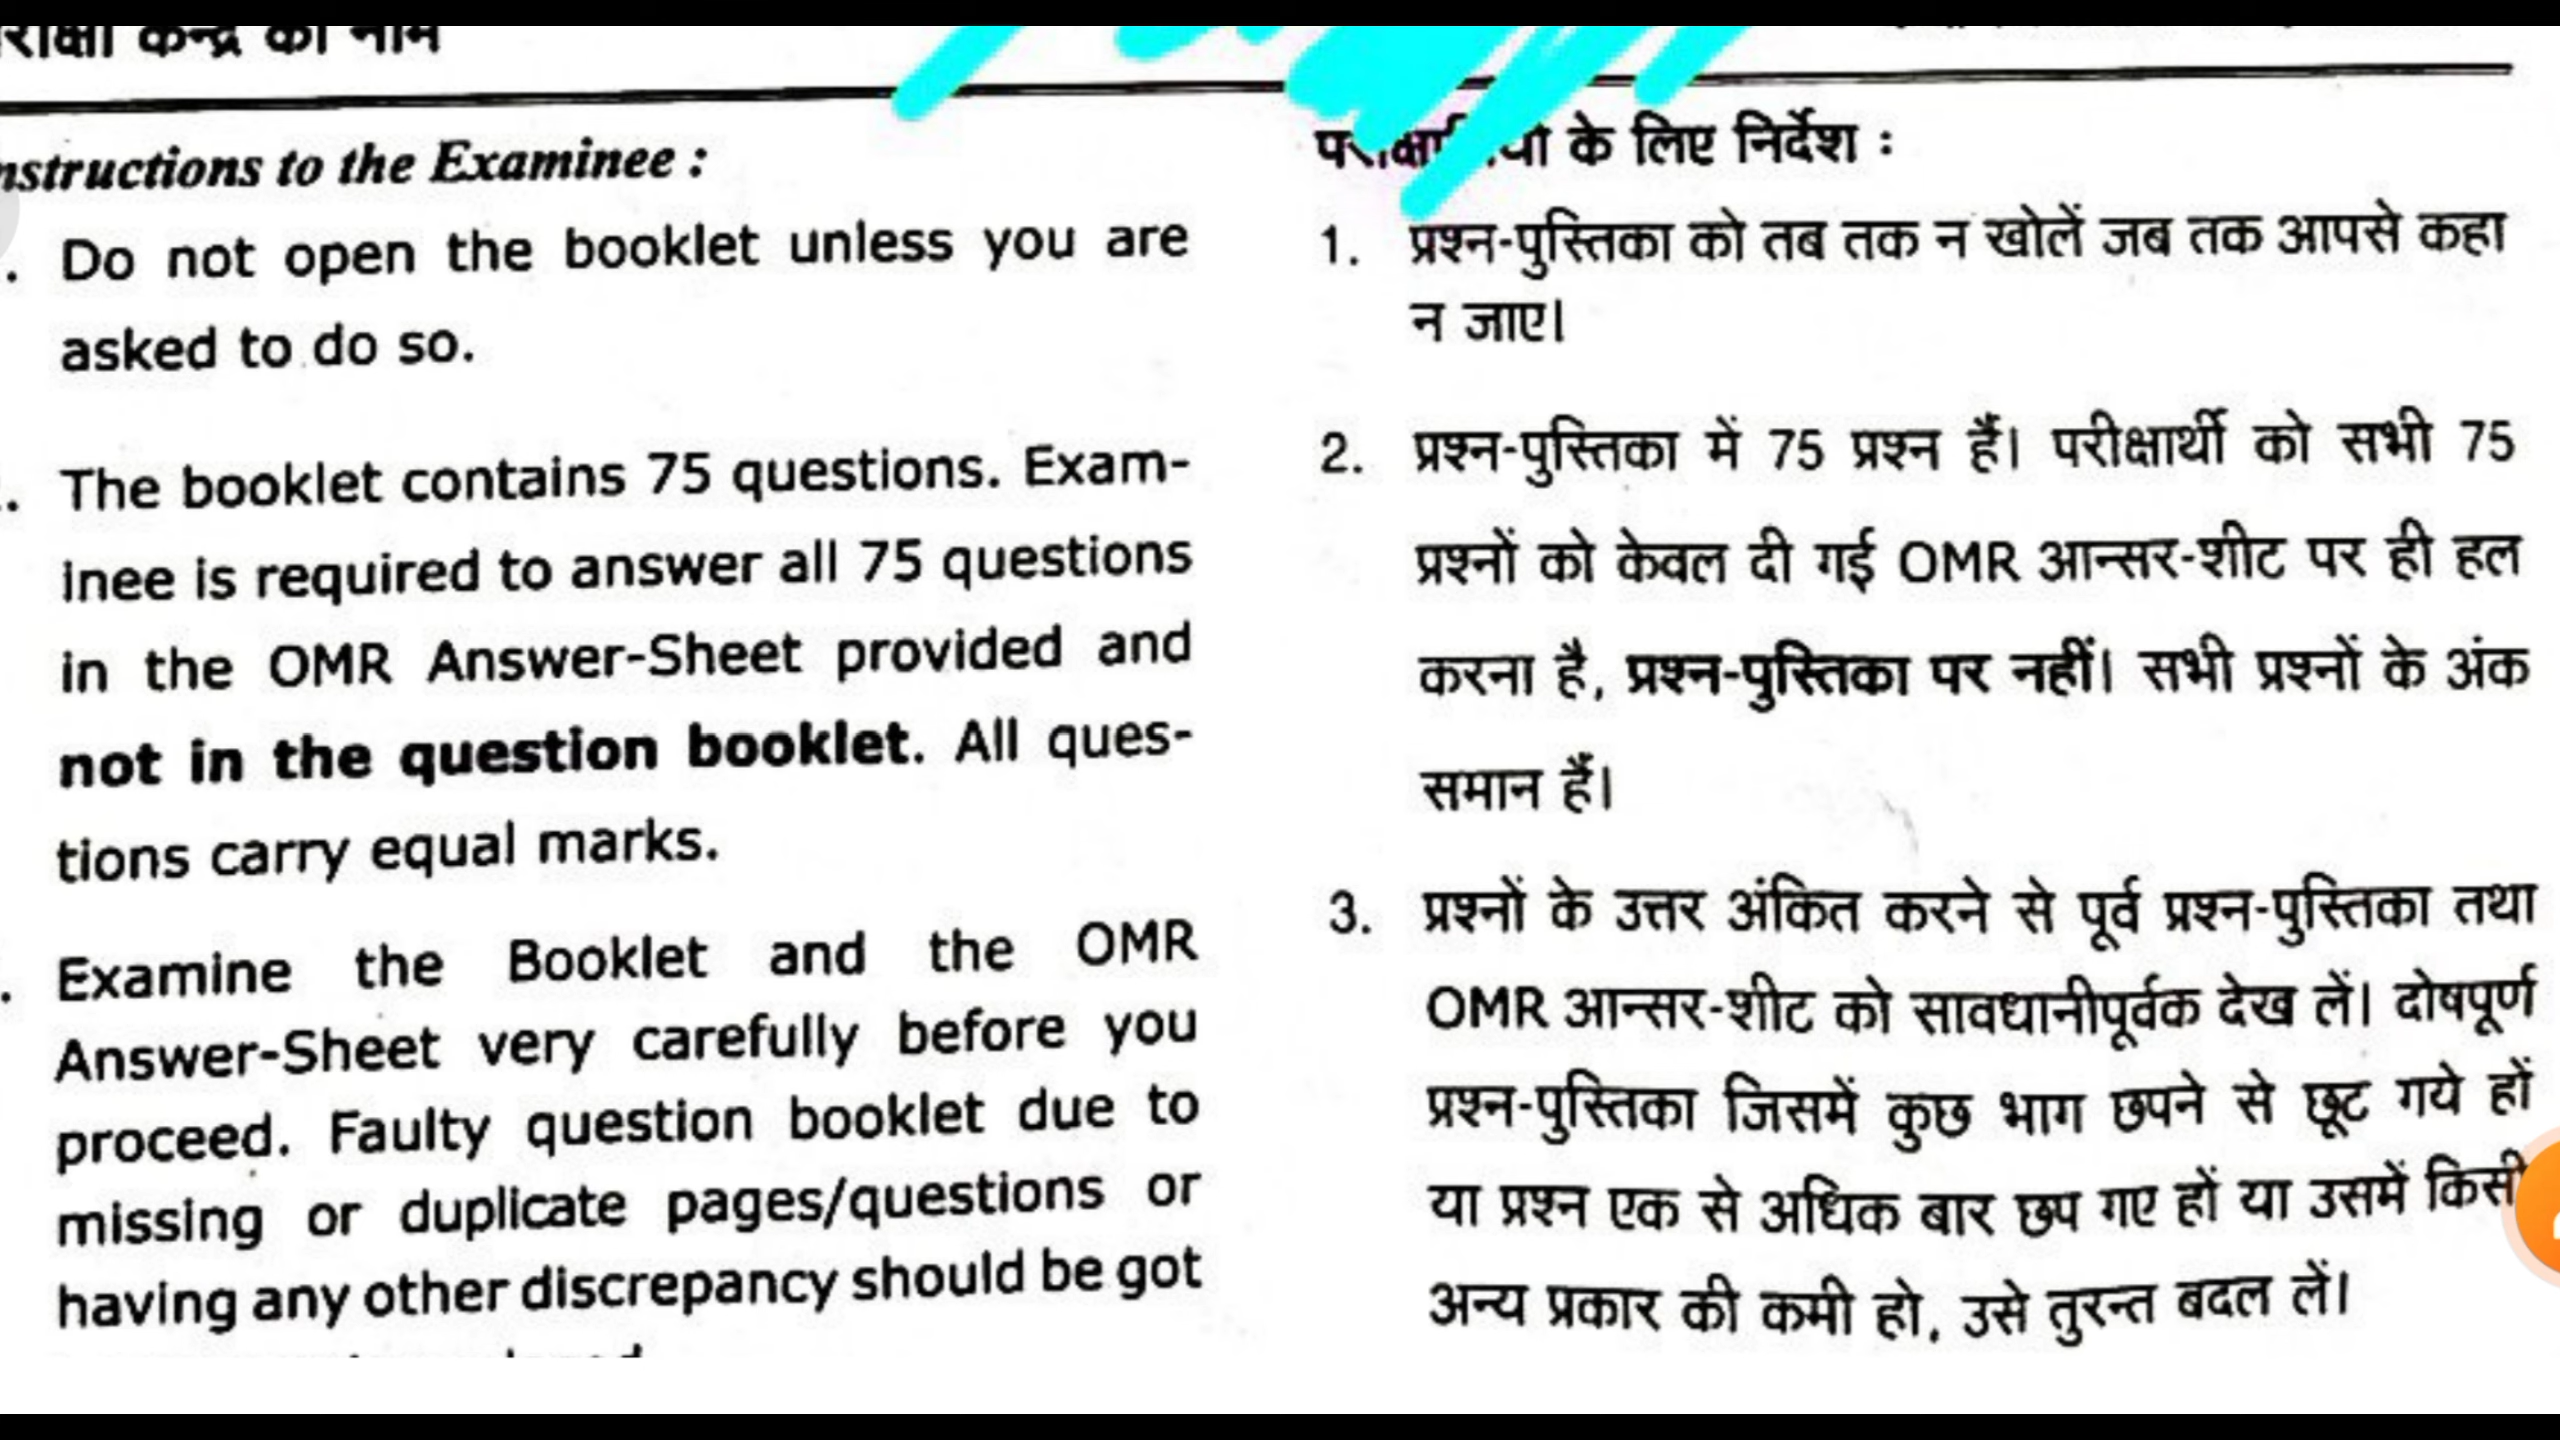 परीक्षा केन्द्र का नाम
Instructions to the Examinee :
Do not open the booklet unless you are
asked to do so.
The booklet contains 75 questions. Exam-
inee is required to answer all 75 questions
in the OMR Answer-Sheet provided and
not in the question booklet. All ques-
tions carry equal marks.
Examine the Booklet and the OMR
Answer-Sheet very carefully before you
proceed. Faulty question booklet due to
missing or duplicate pages/questions or
having any other discrepancy should be got
के लिए निर्देश :
1. प्रश्न-पुस्तिका को तब तक न खोलें जब तक आपसे कहा
न जाए।
2. प्रश्न-पुस्तिका में 75 प्रश्न हैं। परीक्षार्थी को सभी 75
प्रश्नों को केवल दी गई OMR आन्सर-शीट पर ही हल
करना है, प्रश्न-पुस्तिका पर नहीं। सभी प्रश्नों के अंक
समान हैं।
3. प्रश्नों के उत्तर अंकित करने से पूर्व प्रश्न-पुस्तिका तथा
OMR आन्सर-शीट को सावधानीपूर्वक देख लें। दोषपूर्ण
प्रश्न-पुस्तिका जिसमें कुछ भाग छपने से छूट गये हों
या प्रश्न एक से अधिक बार छप गए हों या उसमें किसी
अन्य प्रकार की कमी हो, उसे तुरन्त बदल लें।